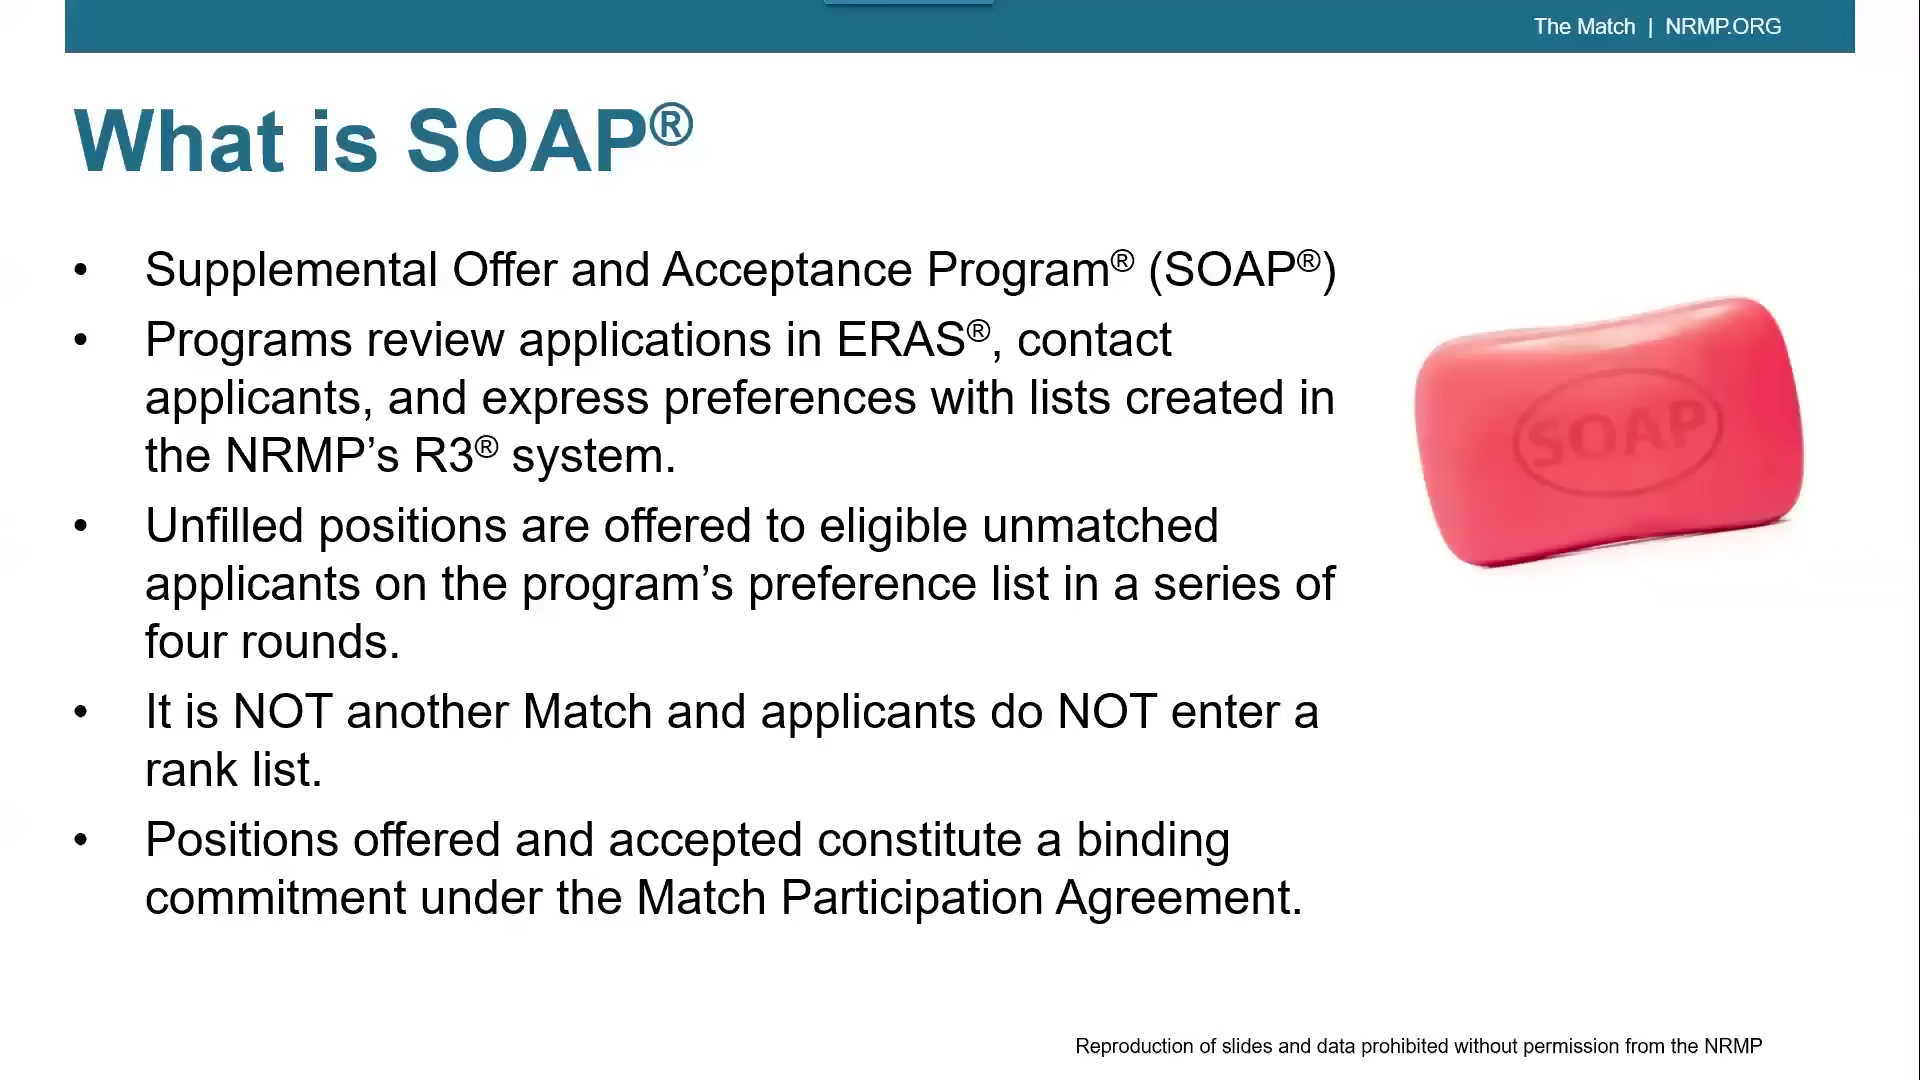 The Match | NRMP.ORG
What is SOAP®
• Supplemental Offer and Acceptance Program® (SOAP®)
• Programs review applications in ERAS®, contact
applicants, and express preferences with lists created in
the NRMP’s R3® system.
• Unfilled positions are offered to eligible unmatched
applicants on the program’s preference list in a series of
four rounds.
• It is NOT another Match and applicants do NOT enter a
rank list.
• Positions offered and accepted constitute a binding
commitment under the Match Participation Agreement.
SOAP
Reproduction of slides and data prohibited without permission from the NRMP